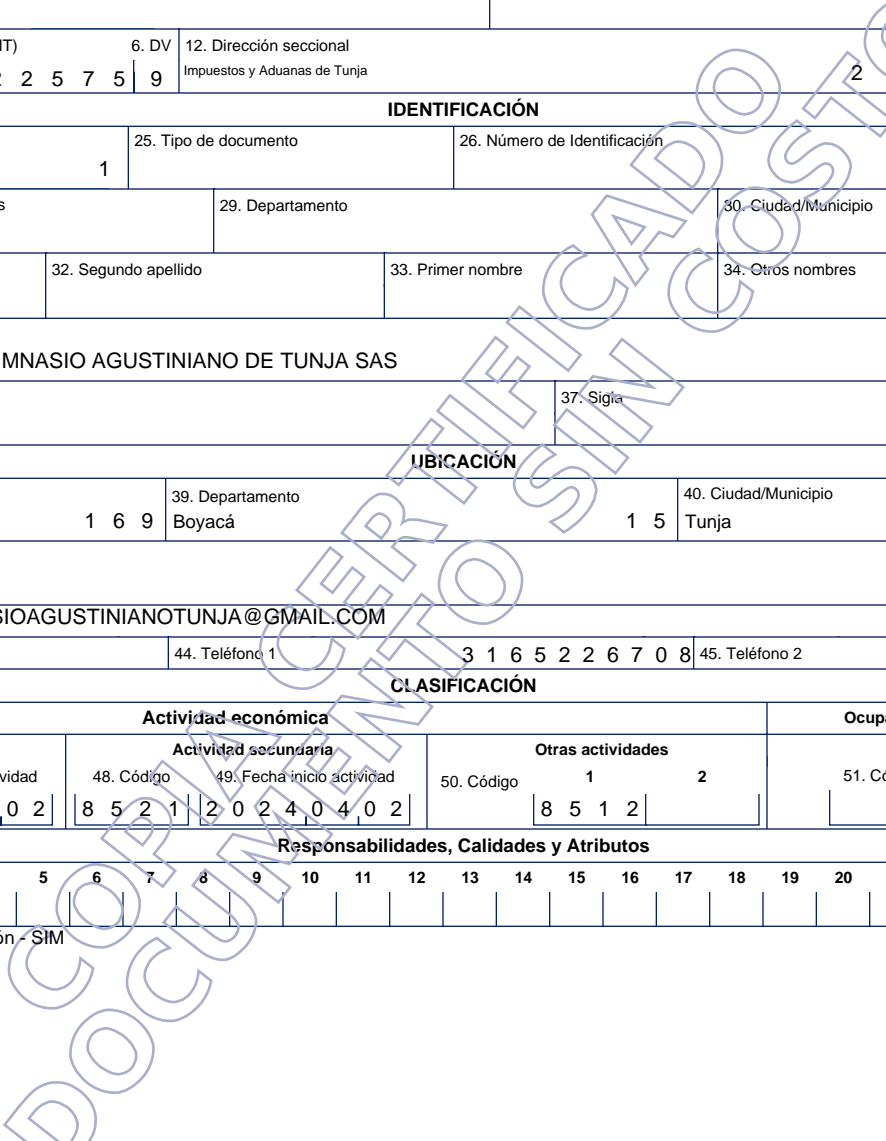 IT) 6. DV 12. Dirección seccional
2 2 5 7 5 9 Impuestos y Aduanas de Tunja 2
IDENTIFICACIÓN
25. Tipo de documento 26. Número de Identificación
1
s 29. Departamento 30. Ciudad/Municipio
32. Segundo apellido 33. Primer nombre 34. Otros nombres
MNASIO AGUSTINIANO DE TUNJA SAS
37. Sigla
UBICACIÓN
39. Departamento 40. Ciudad/Municipio
1 6 9 Boyacá 1 5 Tunja
SIOAGUSTINIANOTUNJA@GMAIL.COM
44. Teléfono 1 3 1 6 5 2 2 6 7 0 8 45. Teléfono 2
CLASIFICACIÓN
Actividad económica Ocupa
Actividad secundaria Otras actividades
vidad 48. Código 49. Fecha inicio actividad 50. Código 1 2 51. Có
0 2 8 5 2 1 2 0 2 4 0 4 0 2 8 5 1 2
Responsabilidades, Calidades y Atributos
5 6 7 8 9 10 11 12 13 14 15 16 17 18 19 20
ón - SIM
COPIA CERTIFICADO
DOCUMENTO SIN COSTO